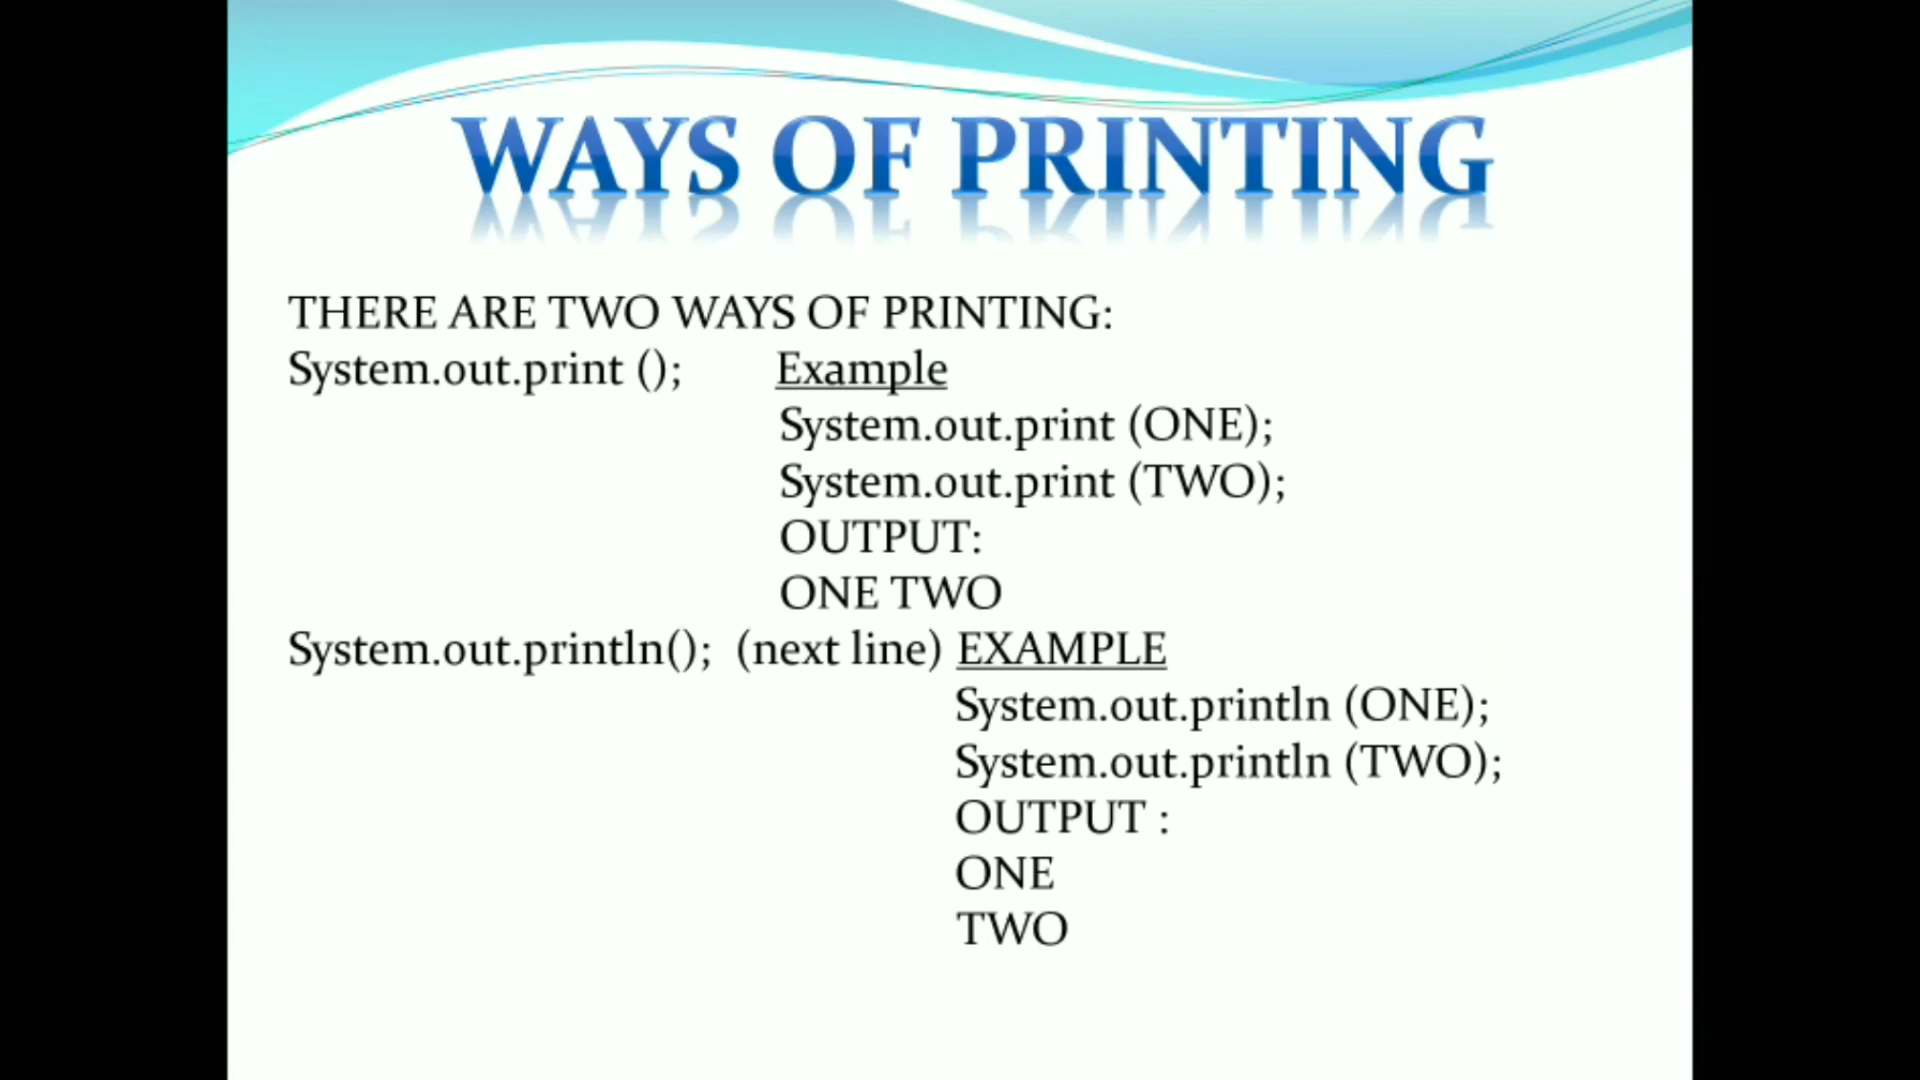 WAYS OF PRINTING
THERE ARE TWO WAYS OF PRINTING:
System.out.print (); Example
System.out.print (ONE);
System.out.print (TWO);
OUTPUT:
ONE TWO
System.out.println(); (next line) EXAMPLE
System.out.println (ONE);
System.out.println (TWO);
OUTPUT :
ONE
TWO